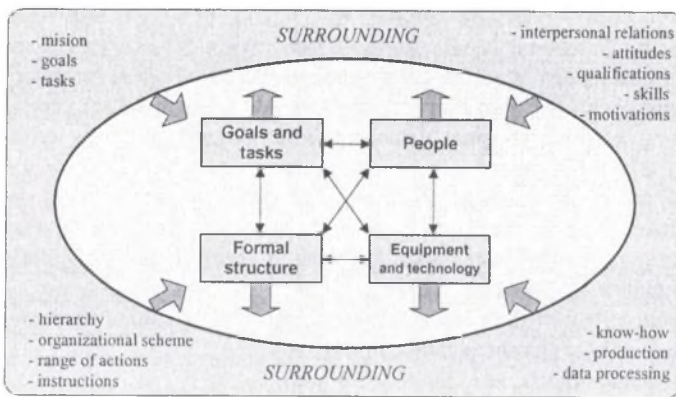 SURROUNDING
- mision
- goals
- tasks
- interpersonal relations
- attitudes
- qualifications
- skills
- motivations
Goals and
tasks
People
Formal
structure
Equipment
and technology
- hierarchy
- organizational scheme
- range of actions
- instructions
- know-how
- production
- data processing
SURROUNDING